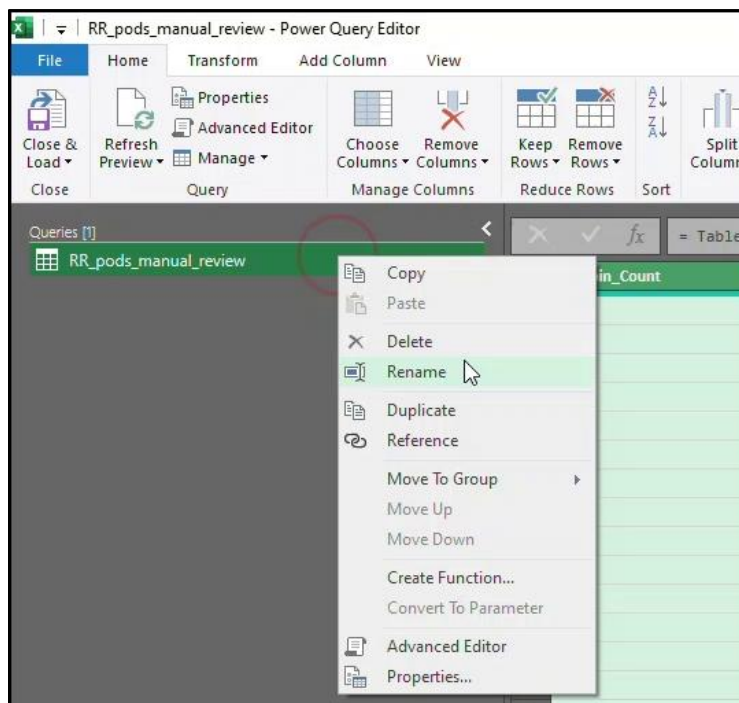 RR_pods_manual_review - Power Query Editor
File Home Transform Add Column View
Close & Load
Refresh Preview
Properties
Advanced Editor
Manage
Choose Columns
Remove Columns
Keep Rows
Remove Rows
Split
Close Query Manage Columns Reduce Rows Sort
Queries [1]
RR_pods_manual_review
fx = Table
in_Count
Copy
Paste
Delete
Rename
Duplicate
Reference
Move To Group
Move Up
Move Down
Create Function...
Convert To Parameter
Advanced Editor
Properties...